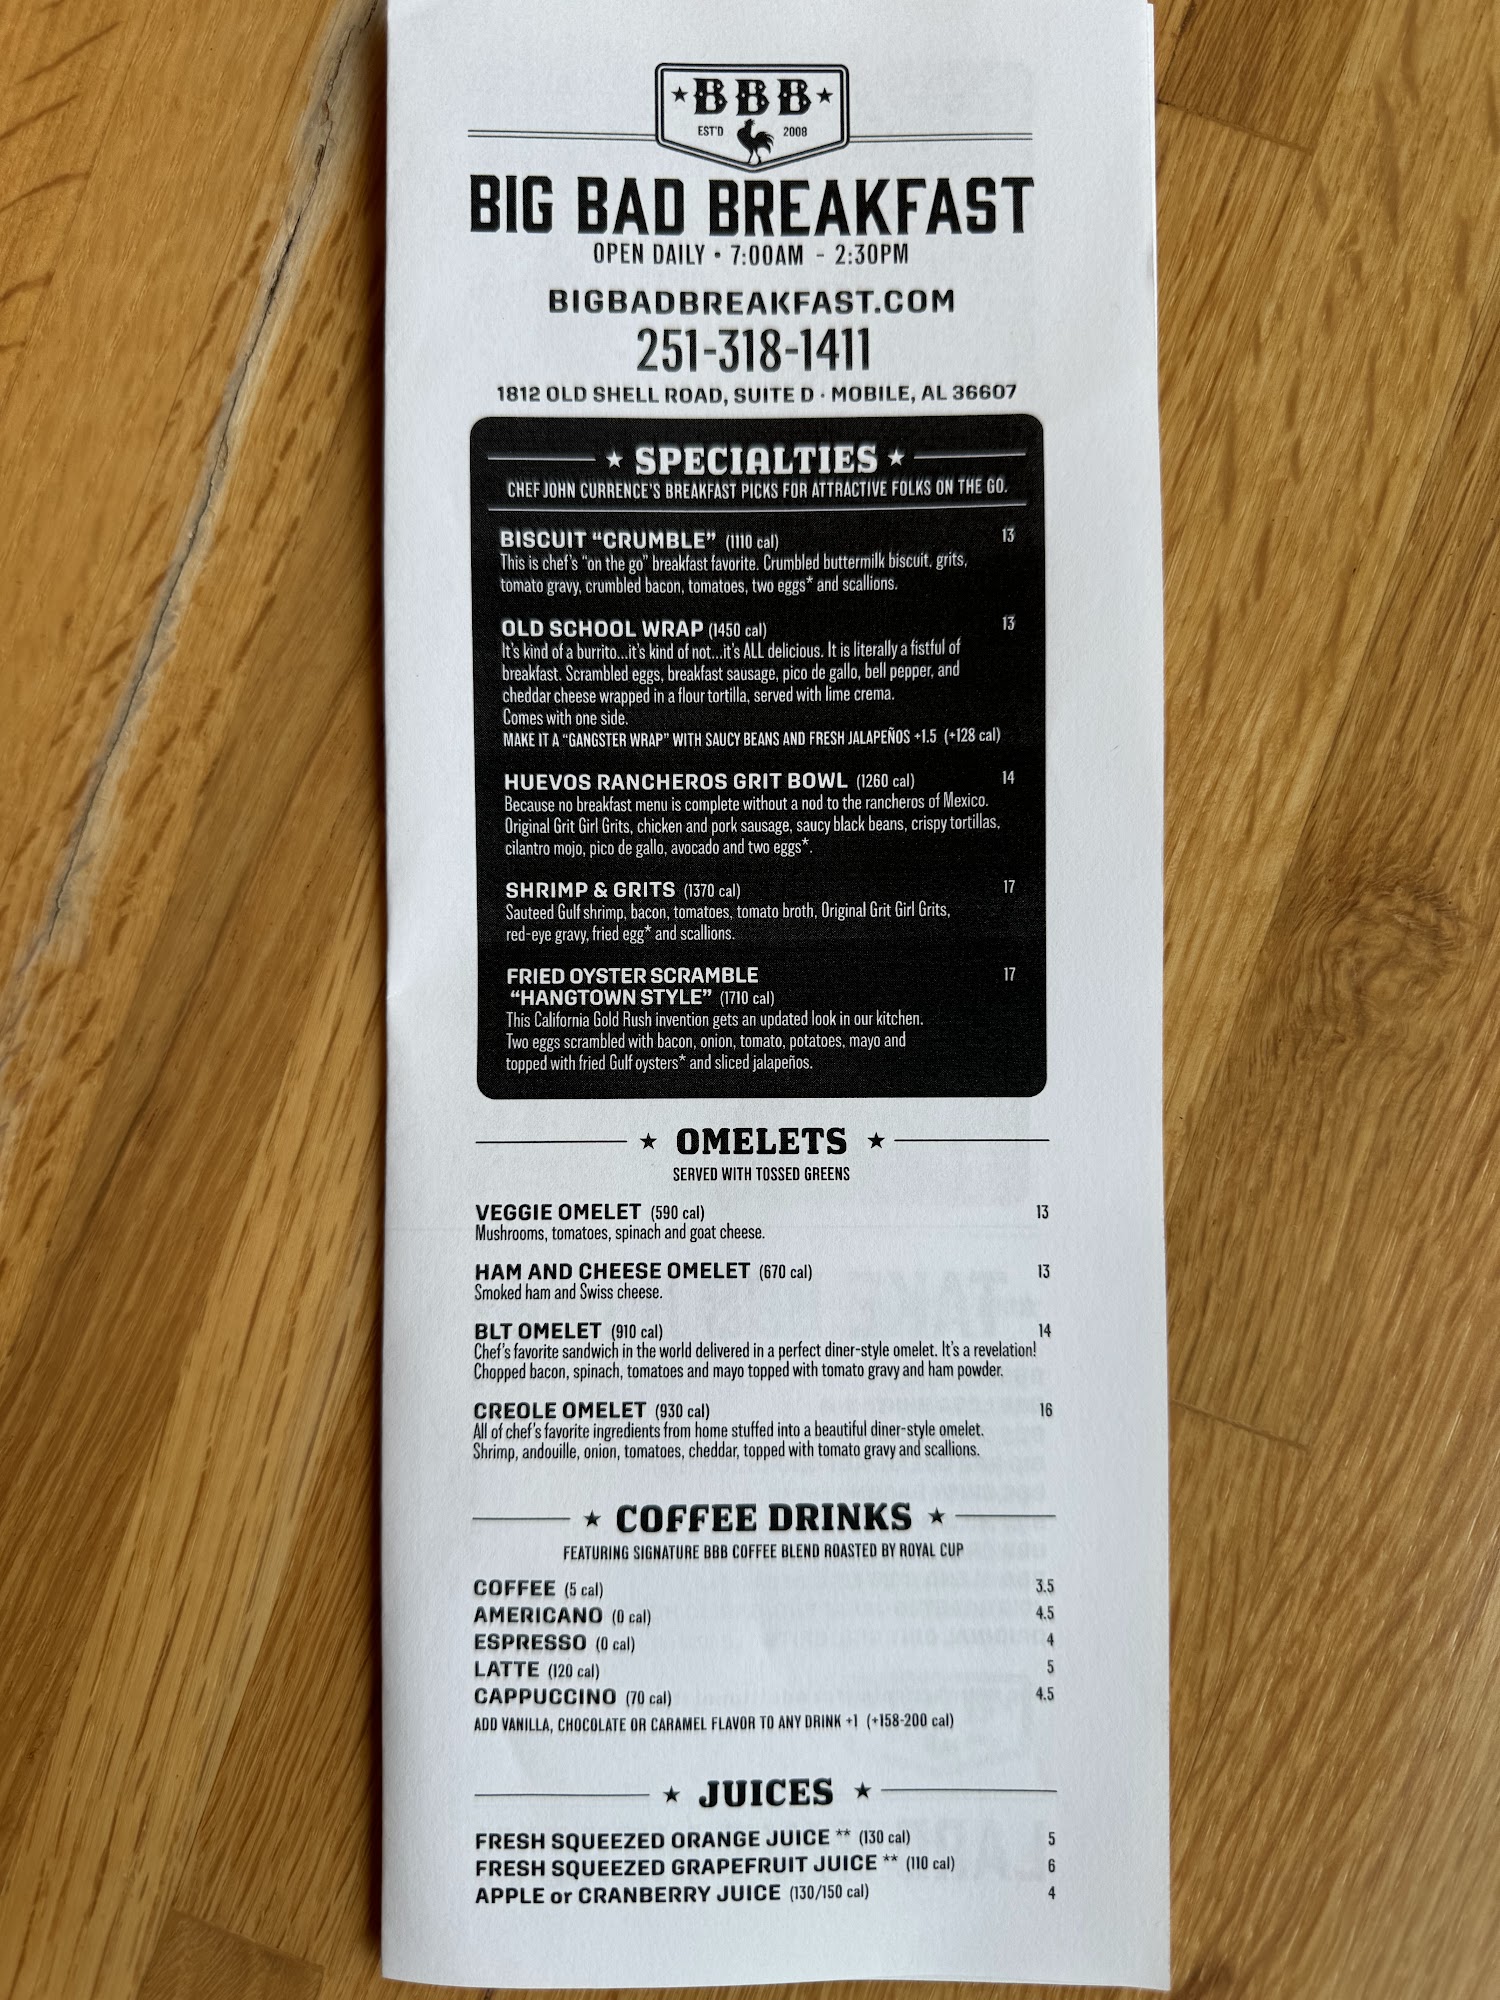 ★BBB★
EST'D 2008
BIG BAD BREAKFAST
OPEN DAILY • 7:00AM - 2:30PM
BIGBADBREAKFAST.COM
251-318-1411
1812 OLD SHELL ROAD, SUITE D · MOBILE, AL 36607
★ SPECIALTIES ★
CHEF JOHN CURRENCE'S BREAKFAST PICKS FOR ATTRACTIVE FOLKS ON THE GO.
BISCUIT “CRUMBLE” (1110 cal) 13
This is chef's "on the go" breakfast favorite. Crumbled buttermilk biscuit, grits,
tomato gravy, crumbled bacon, tomatoes, two eggs* and scallions.
OLD SCHOOL WRAP (1450 cal) 13
It's kind of a burrito...it's kind of not...it's ALL delicious. It is literally a fistful of
breakfast. Scrambled eggs, breakfast sausage, pico de gallo, bell pepper, and
cheddar cheese wrapped in a flour tortilla, served with lime crema.
Comes with one side.
MAKE IT A "GANGSTER WRAP" WITH SAUCY BEANS AND FRESH JALAPEÑOS +1.5 (+128 cal)
HUEVOS RANCHEROS GRIT BOWL (1260 cal) 14
Because no breakfast menu is complete without a nod to the rancheros of Mexico.
Original Grit Girl Grits, chicken and pork sausage, saucy black beans, crispy tortillas,
cilantro mojo, pico de gallo, avocado and two eggs*.
SHRIMP & GRITS (1370 cal) 17
Sauteed Gulf shrimp, bacon, tomatoes, tomato broth, Original Grit Girl Grits,
red-eye gravy, fried egg* and scallions.
FRIED OYSTER SCRAMBLE 17
“HANGTOWN STYLE” (1710 cal)
This California Gold Rush invention gets an updated look in our kitchen.
Two eggs scrambled with bacon, onion, tomato, potatoes, mayo and
topped with fried Gulf oysters* and sliced jalapeños.
★ OMELETS ★
SERVED WITH TOSSED GREENS
VEGGIE OMELET (590 cal) 13
Mushrooms, tomatoes, spinach and goat cheese.
HAM AND CHEESE OMELET (670 cal) 13
Smoked ham and Swiss cheese.
BLT OMELET (910 cal) 14
Chef's favorite sandwich in the world delivered in a perfect diner-style omelet. It's a revelation!
Chopped bacon, spinach, tomatoes and mayo topped with tomato gravy and ham powder.
CREOLE OMELET (930 cal) 16
All of chef's favorite ingredients from home stuffed into a beautiful diner-style omelet.
Shrimp, andouille, onion, tomatoes, cheddar, topped with tomato gravy and scallions.
★ COFFEE DRINKS ★
FEATURING SIGNATURE BBB COFFEE BLEND ROASTED BY ROYAL CUP
COFFEE (5 cal) 3.5
AMERICANO (0 cal) 4.5
ESPRESSO (0 cal) 4
LATTE (120 cal) 5
CAPPUCCINO (70 cal) 4.5
ADD VANILLA, CHOCOLATE OR CARAMEL FLAVOR TO ANY DRINK +1 (+158-200 cal)
★ JUICES ★
FRESH SQUEEZED ORANGE JUICE ** (130 cal) 5
FRESH SQUEEZED GRAPEFRUIT JUICE ** (110 cal) 6
APPLE or CRANBERRY JUICE (130/150 cal) 4